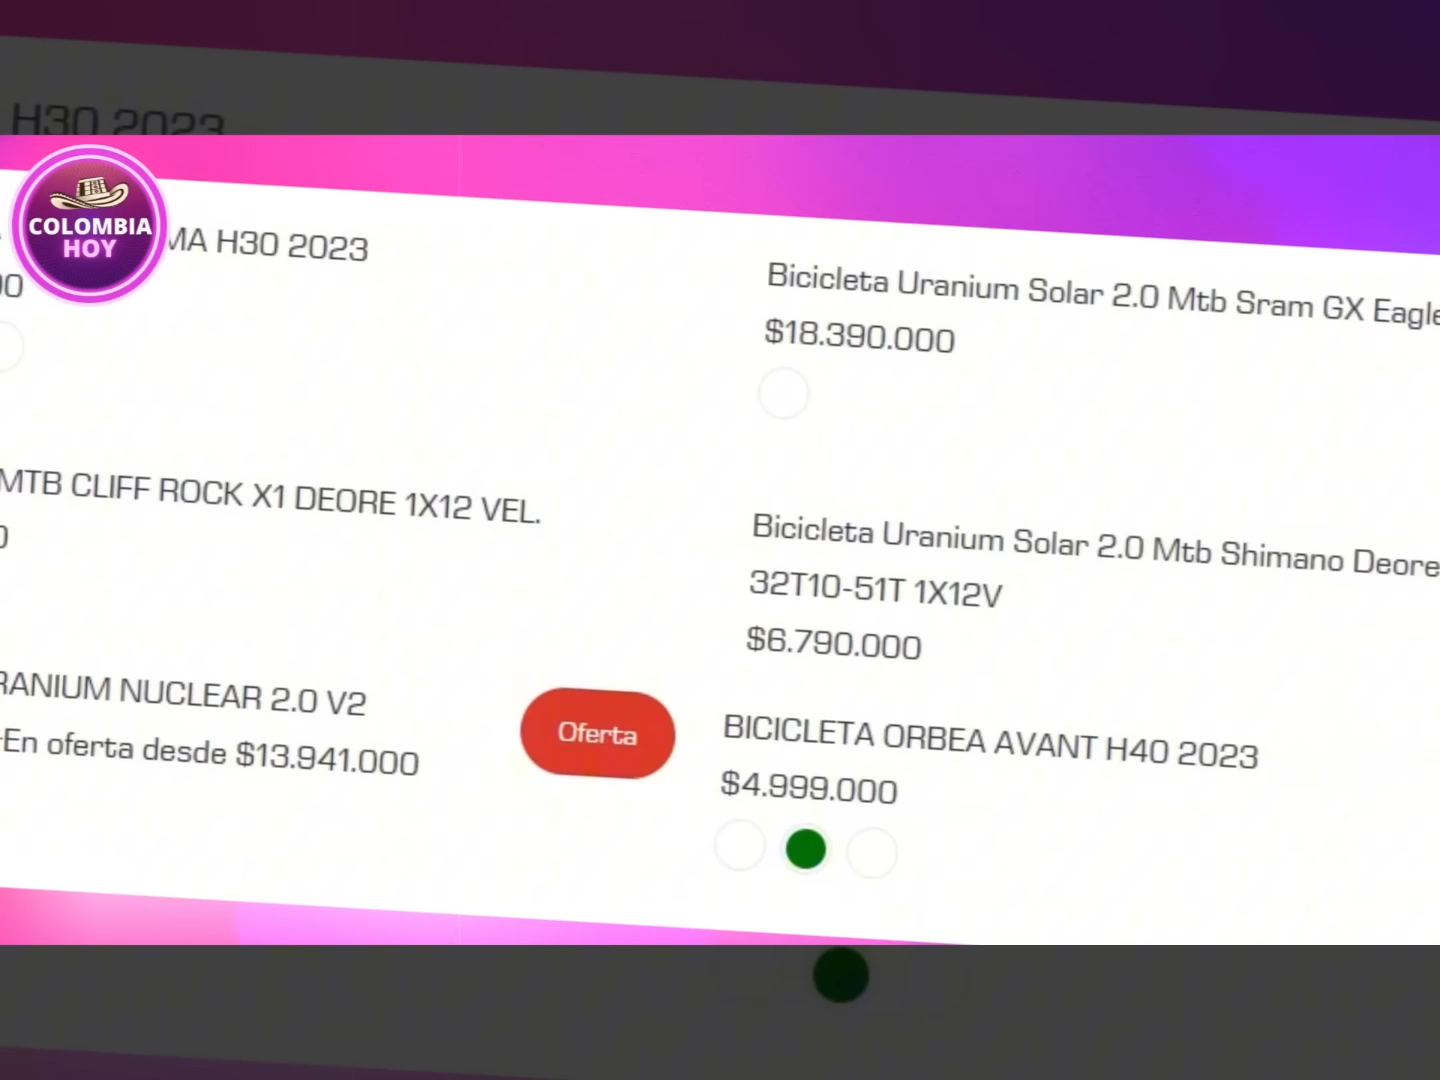 H30 2023
COLOMBIA
HOY
MA H30 2023
Bicicleta Uranium Solar 2.0 Mtb Sram GX Eagle
$18.390.000
MTB CLIFF ROCK X1 DEORE 1X12 VEL.
Bicicleta Uranium Solar 2.0 Mtb Shimano Deore
32T10-51T 1X12V
$6.790.000
RANIUM NUCLEAR 2.0 V2
En oferta desde $13.941.000
Oferta
BICICLETA ORBEA AVANT H40 2023
$4.999.000